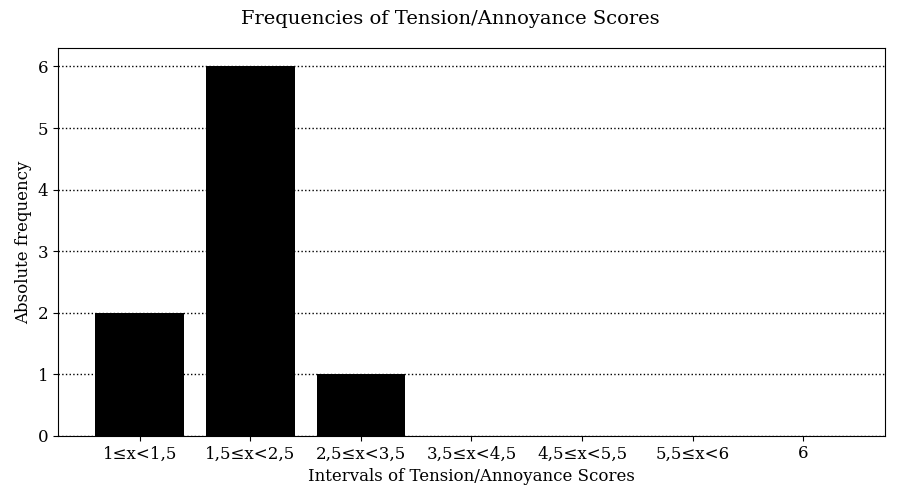 Frequencies of Tension/Annoyance Scores
6
5
4
3
2
1
0
Absolute frequency
1≤x<1,5 1,5≤x<2,5 2,5≤x<3,5 3,5≤x<4,5 4,5≤x<5,5 5,5≤x<6 6
Intervals of Tension/Annoyance Scores